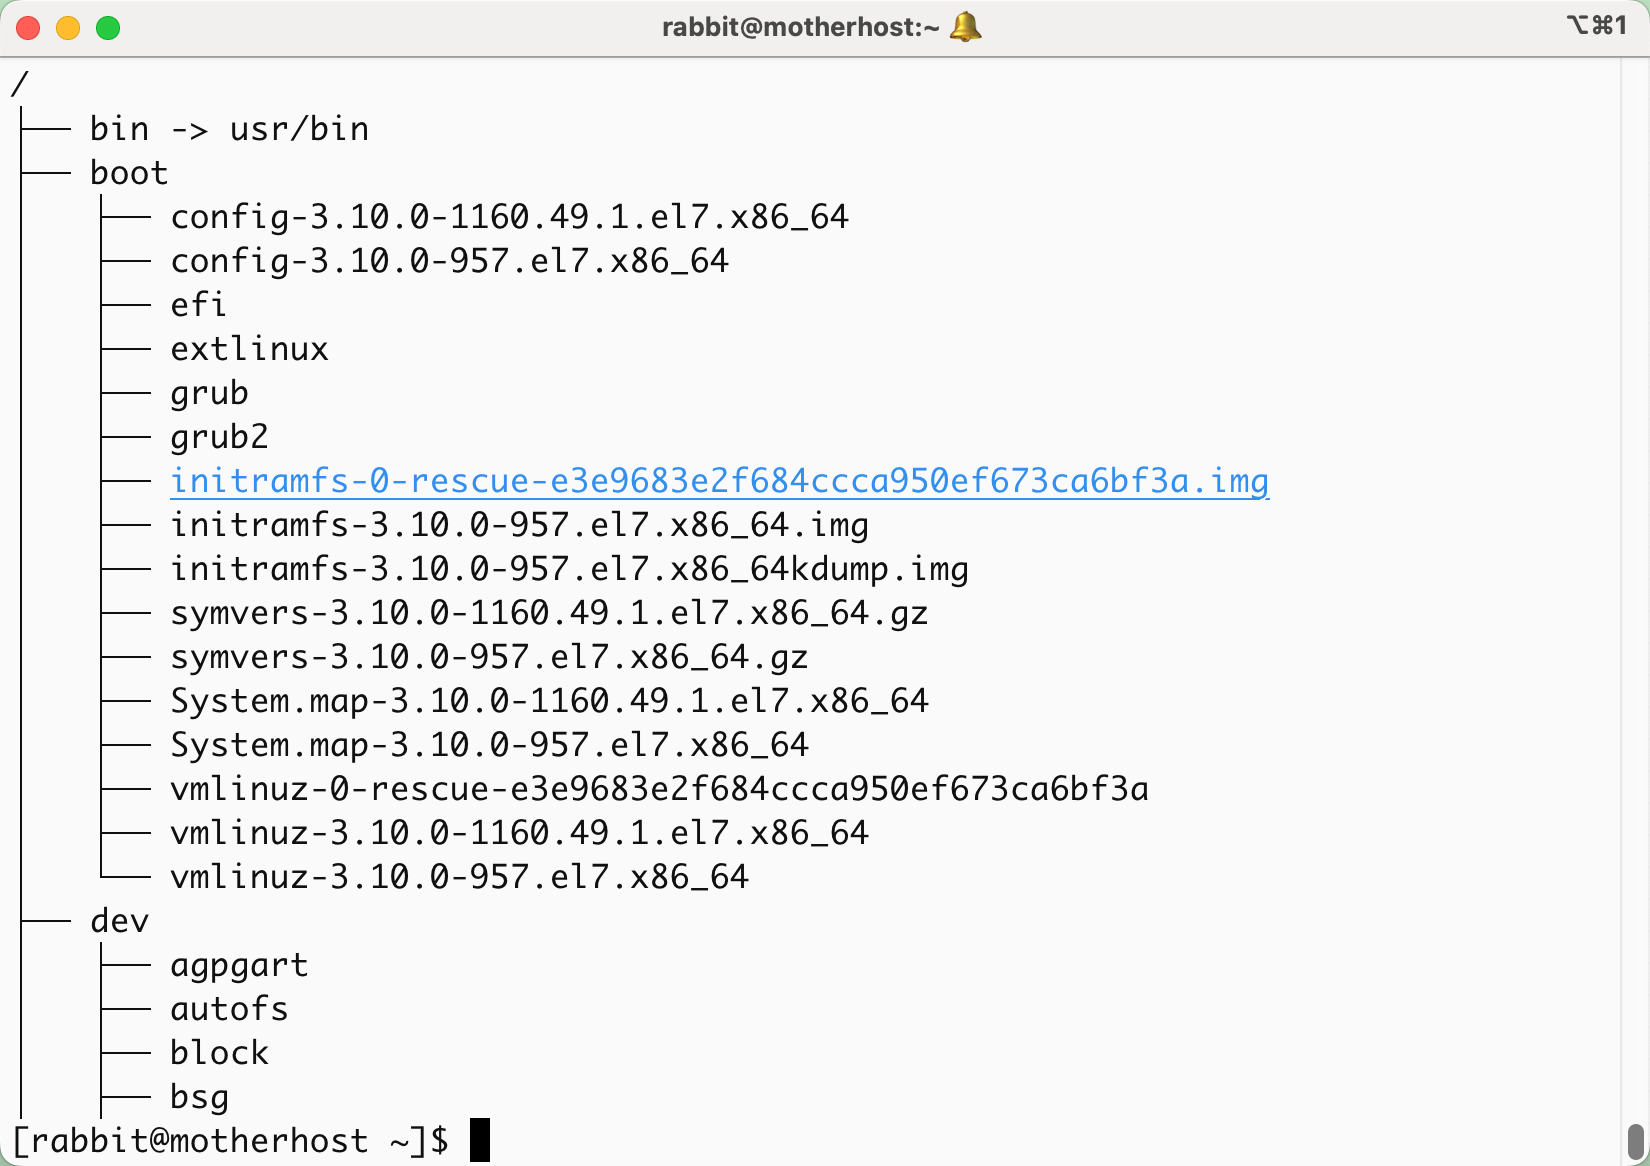 rabbit@motherhost:~ 🔔
⌥⌘1
/
├── bin -> usr/bin
├── boot
│   ├── config-3.10.0-1160.49.1.el7.x86_64
│   ├── config-3.10.0-957.el7.x86_64
│   ├── efi
│   ├── extlinux
│   ├── grub
│   ├── grub2
│   ├── initramfs-0-rescue-e3e9683e2f684ccca950ef673ca6bf3a.img
│   ├── initramfs-3.10.0-957.el7.x86_64.img
│   ├── initramfs-3.10.0-957.el7.x86_64kdump.img
│   ├── symvers-3.10.0-1160.49.1.el7.x86_64.gz
│   ├── symvers-3.10.0-957.el7.x86_64.gz
│   ├── System.map-3.10.0-1160.49.1.el7.x86_64
│   ├── System.map-3.10.0-957.el7.x86_64
│   ├── vmlinuz-0-rescue-e3e9683e2f684ccca950ef673ca6bf3a
│   ├── vmlinuz-3.10.0-1160.49.1.el7.x86_64
│   └── vmlinuz-3.10.0-957.el7.x86_64
├── dev
│   ├── agpgart
│   ├── autofs
│   ├── block
│   ├── bsg
[rabbit@motherhost ~]$